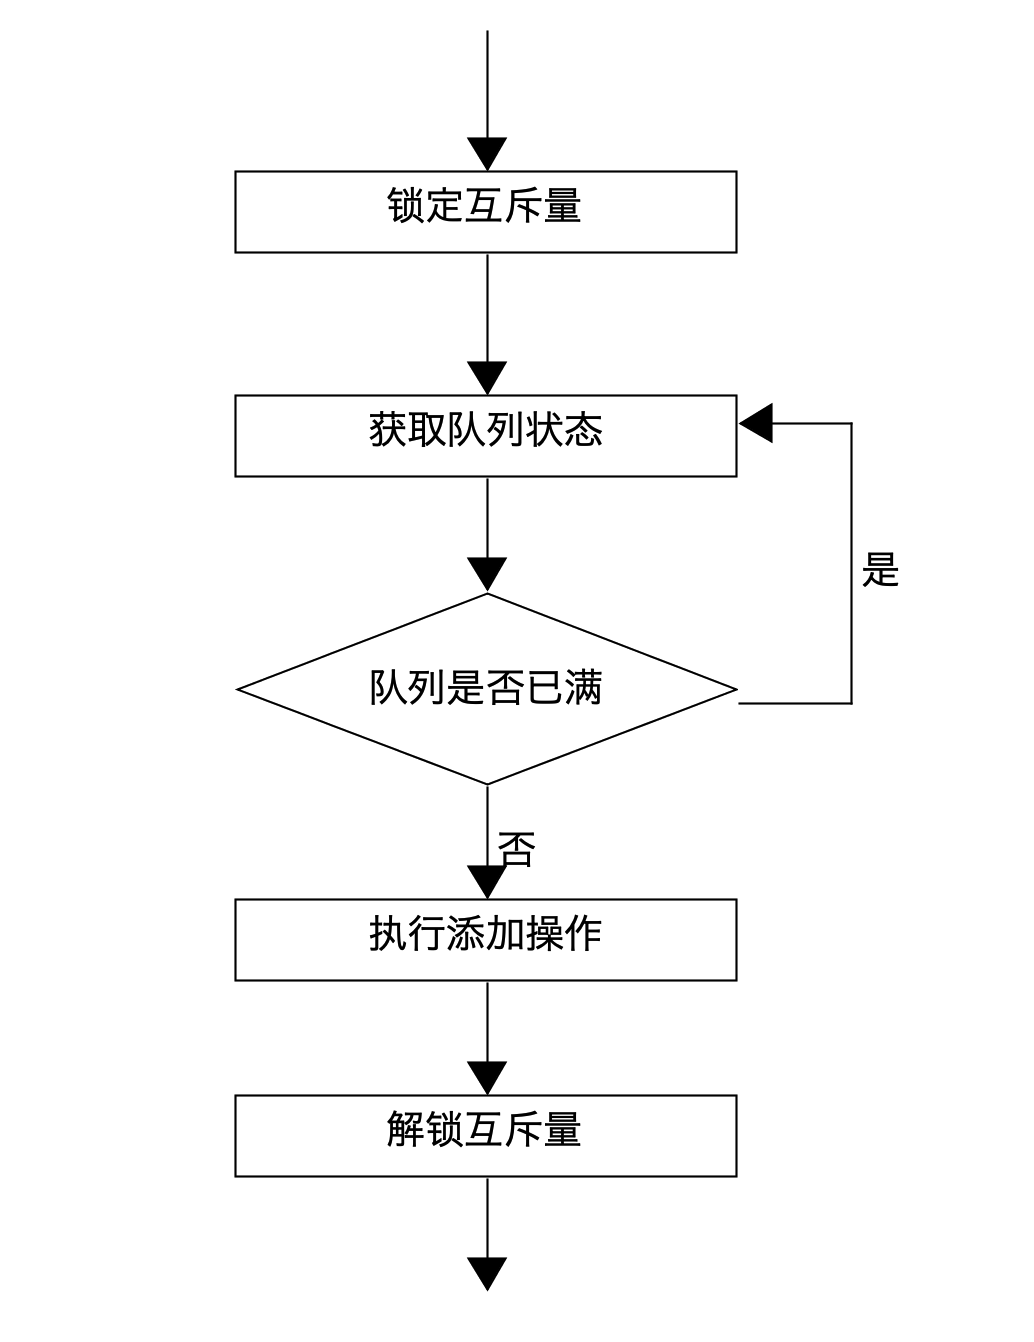 锁定互斥量
获取队列状态
是
队列是否已满
否
执行添加操作
解锁互斥量